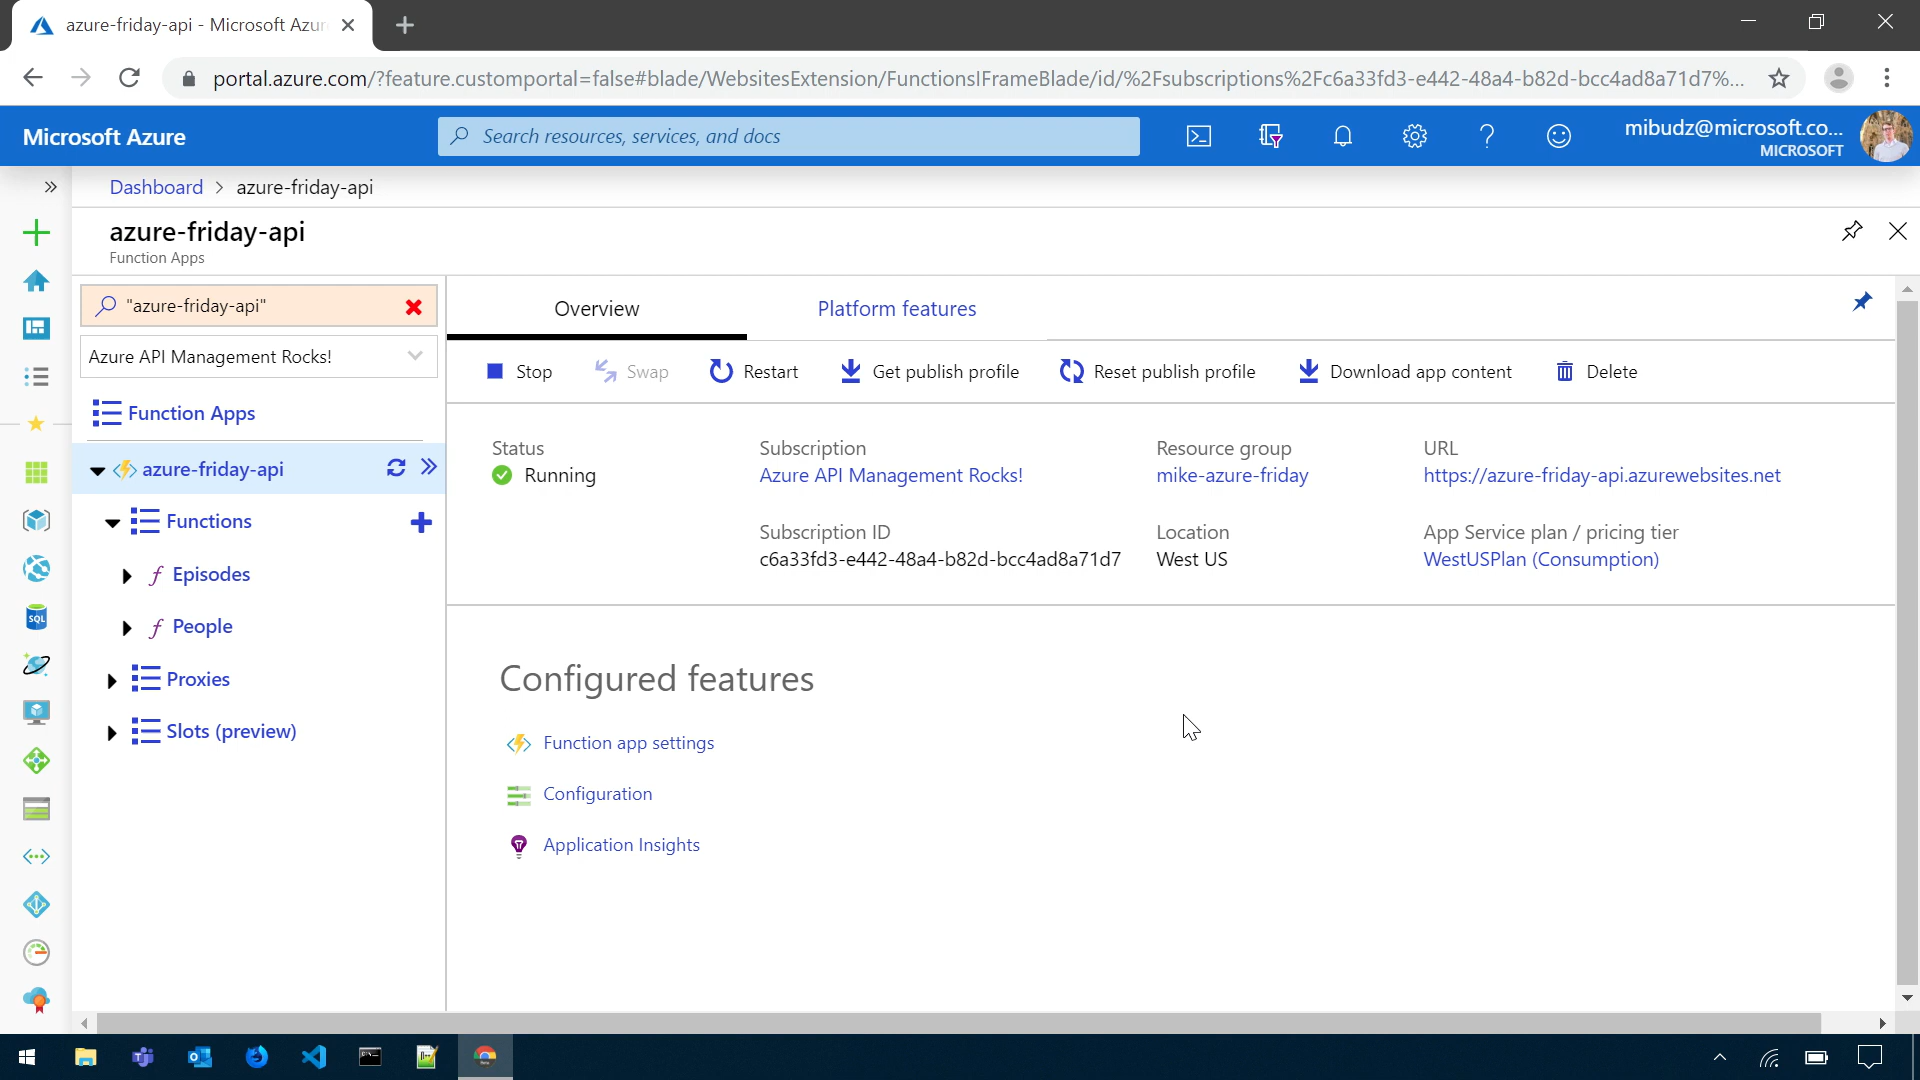 azure-friday-api - Microsoft Azur
portal.azure.com/?feature.customportal=false#blade/WebsitesExtension/FunctionsIFrameBlade/id/%2Fsubscriptions%2Fc6a33fd3-e442-48a4-b82d-bcc4ad8a71d7%...
Microsoft Azure
Search resources, services, and docs
mibudz@microsoft.co...
MICROSOFT
Dashboard > azure-friday-api
azure-friday-api
Function Apps
"azure-friday-api"
Azure API Management Rocks!
Function Apps
azure-friday-api
Functions
Episodes
People
Proxies
Slots (preview)
Overview
Platform features
Stop
Swap
Restart
Get publish profile
Reset publish profile
Download app content
Delete
Status
Running
Subscription
Azure API Management Rocks!
Resource group
mike-azure-friday
URL
https://azure-friday-api.azurewebsites.net
Subscription ID
c6a33fd3-e442-48a4-b82d-bcc4ad8a71d7
Location
West US
App Service plan / pricing tier
WestUSPlan (Consumption)
Configured features
Function app settings
Configuration
Application Insights
SQL